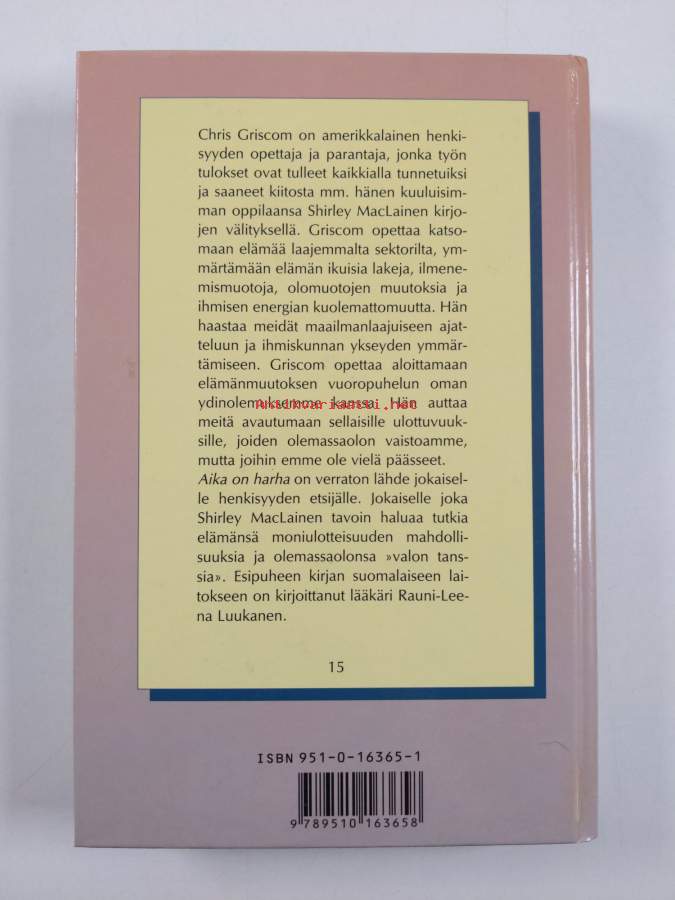 Chris Griscom on amerikkalainen henki-
syyden opettaja ja parantaja, jonka työn
tulokset ovat tulleet kaikkialla tunnetuiksi
ja saaneet kiitosta mm. hänen kuuluisim-
man oppilaansa Shirley MacLainen kirjo-
jen välityksellä. Griscom opettaa katso-
maan elämää laajemmalta sektorilta, ym-
märtämään elämän ikuisia lakeja, ilmene-
mismuotoja, olomuotojen muutoksia ja
ihmisen energian kuolemattomuutta. Hän
haastaa meidät maailmanlaajuiseen ajat-
teluun ja ihmiskunnan ykseyden ymmär-
tämiseen. Griscom opettaa aloittamaan
elämänmuutoksen vuoropuhelun oman
ydinolemuksemme kanssa. Hän auttaa
Antikvariaatti.net
meitä avautumaan sellaisille ulottuvuuk-
sille, joiden olemassaolon vaistoamme,
mutta joihin emme ole vielä päässeet.
Aika on harha on verraton lähde jokaisel-
le henkisyyden etsijälle. Jokaiselle joka
Shirley MacLainen tavoin haluaa tutkia
elämänsä moniulotteisuuden mahdolli-
suuksia ja olemassaolonsa »valon tans-
sia». Esipuheen kirjan suomalaiseen lai-
tokseen on kirjoittanut lääkäri Rauni-Lee-
na Luukanen.
15
ISBN 951-0-16365-1
9 789510 163658